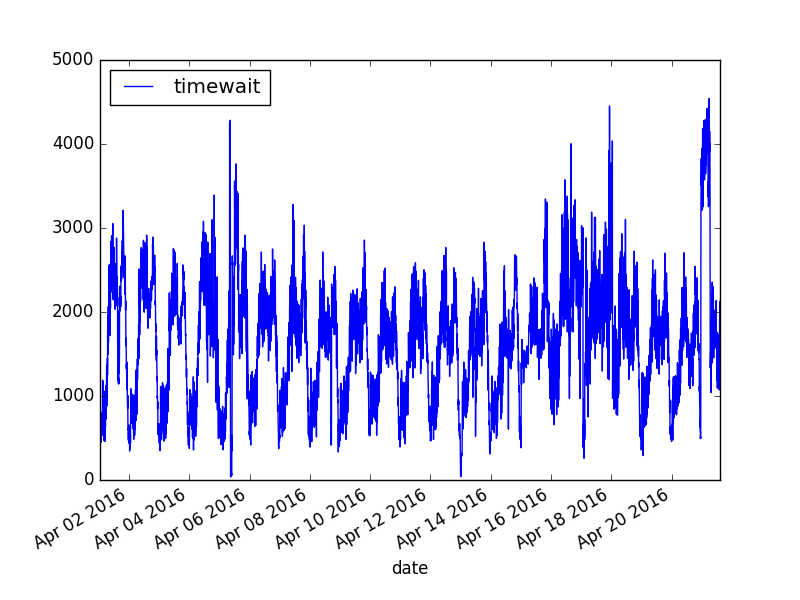 5000
timewait
4000
3000
2000
1000
0
Apr 02 2016
Apr 04 2016
Apr 06 2016
Apr 08 2016
Apr 10 2016
Apr 12 2016
Apr 14 2016
Apr 16 2016
Apr 18 2016
Apr 20 2016
date